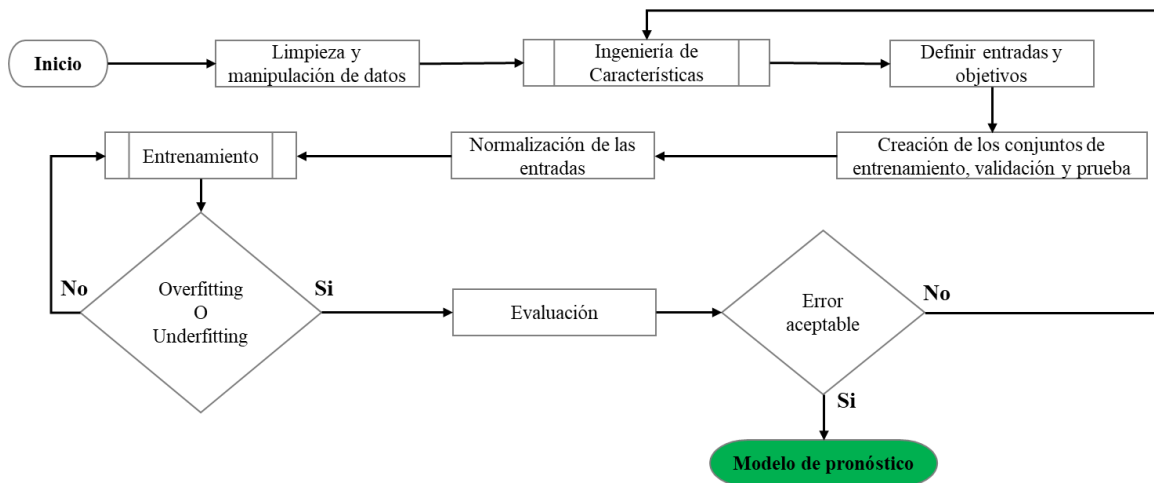 Inicio
Limpieza y
manipulación de datos
Ingeniería de
Características
Definir entradas y
objetivos
Entrenamiento
Normalización de las
entradas
Creación de los conjuntos de
entrenamiento, validación y prueba
No
Overfitting
O
Underfitting
Si
Evaluación
Error
aceptable
No
Si
Modelo de pronóstico